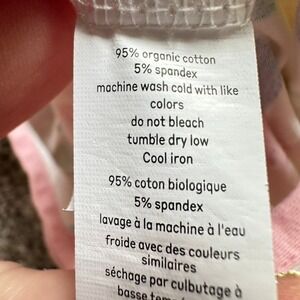 95% organic cotton
5% spandex
machine wash cold with like
colors
do not bleach
tumble dry low
Cool iron
95% coton biologique
5% spandex
lavage à la machine à l'eau
froide avec des couleurs
similaires
séchage par culbutage à
basse